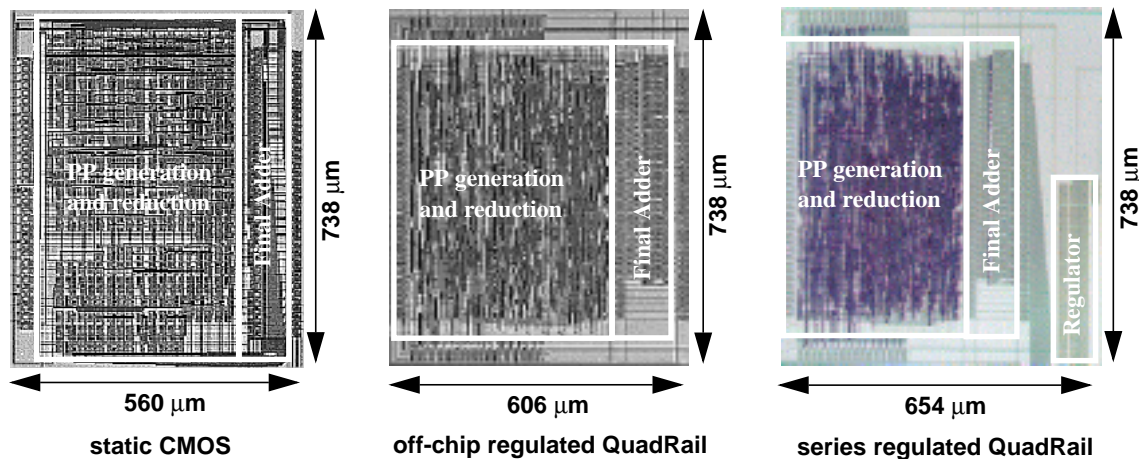 PP generation
and reduction
Final Adder
738 μm
560 μm
static CMOS
PP generation
and reduction
Final Adder
738 μm
606 μm
off-chip regulated QuadRail
PP generation
and reduction
Final Adder
Regulator
738 μm
654 μm
series regulated QuadRail